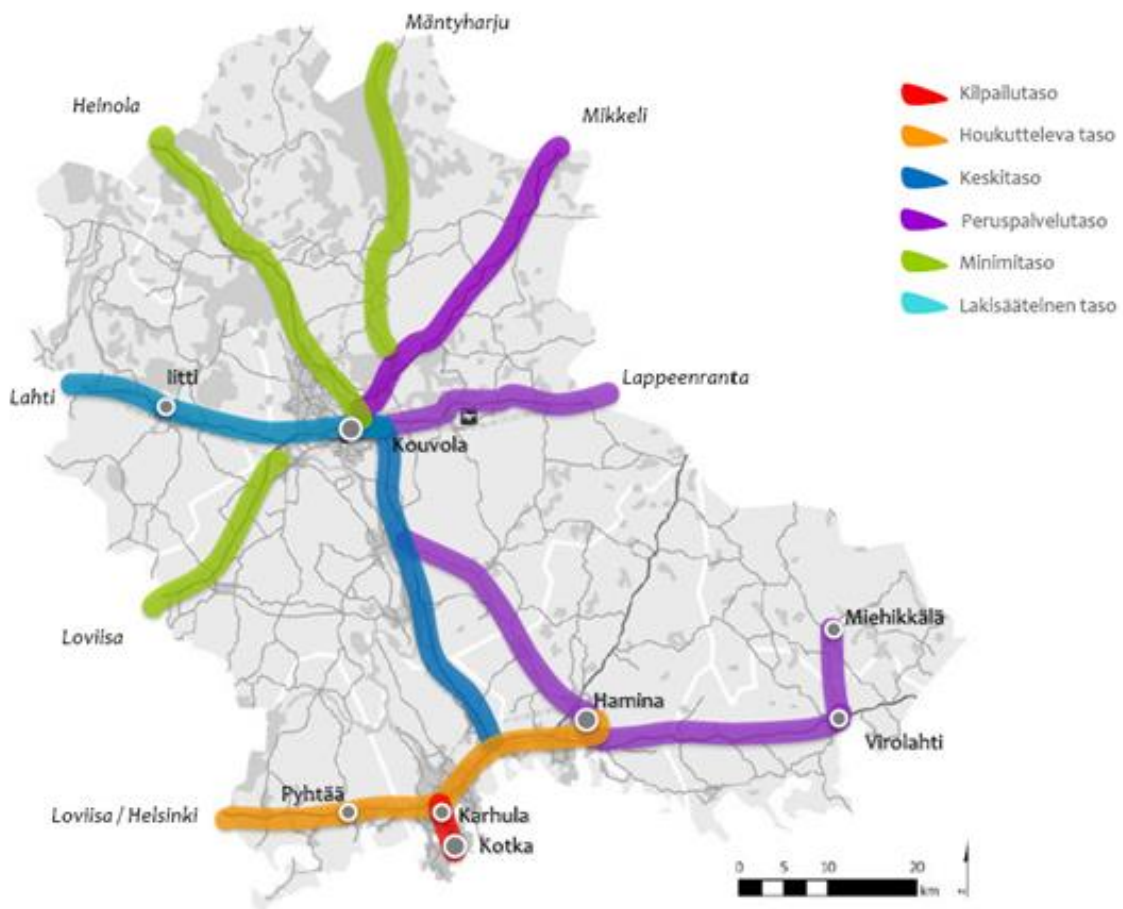 Mäntyharju
Heinola
Mikkeli
Kilpailutaso
Houkutteleva taso
Keskitaso
Peruspalvelutaso
Minimitaso
Lakisääteinen taso
Lahti
Iitti
Lappeenranta
Kouvola
Loviisa
Miehikkälä
Hamina
Virolahti
Pyhtää
Loviisa / Helsinki
Karhula
Kotka
0 5 10 20
km